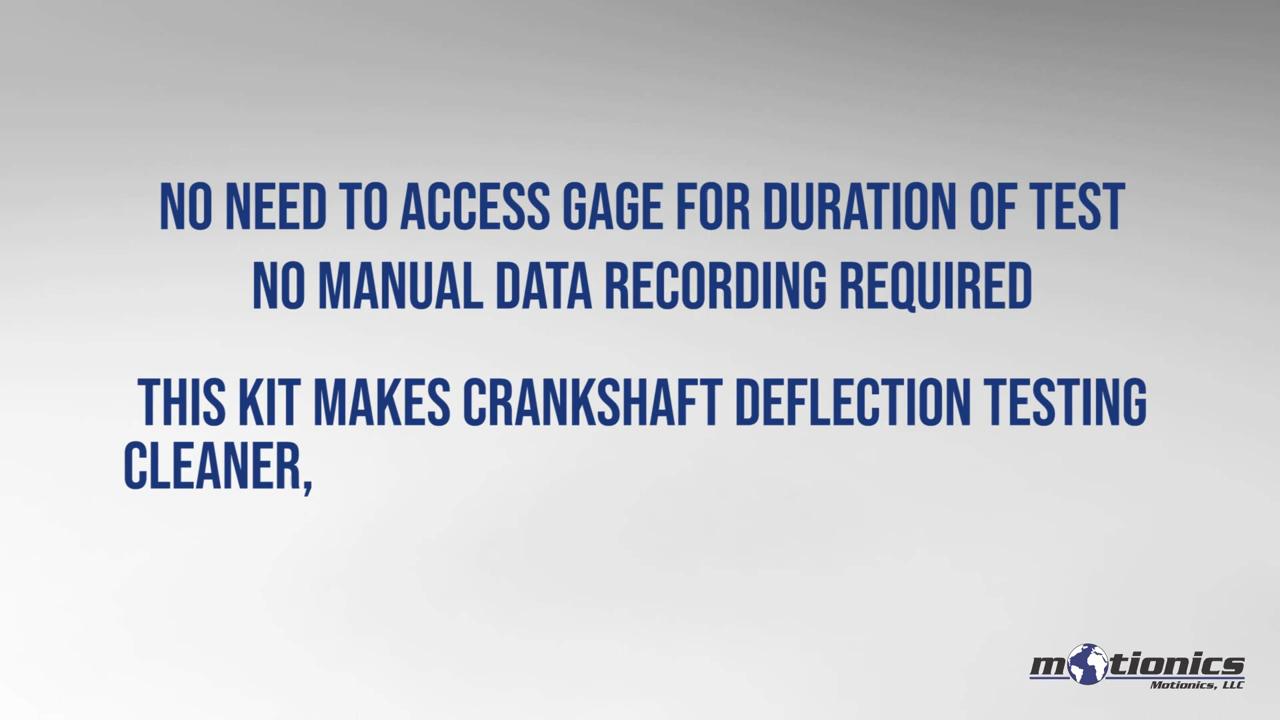 NO NEED TO ACCESS GAGE FOR DURATION OF TEST
NO MANUAL DATA RECORDING REQUIRED
THIS KIT MAKES CRANKSHAFT DEFLECTION TESTING
CLEANER,
motionics
Motionics, LLC